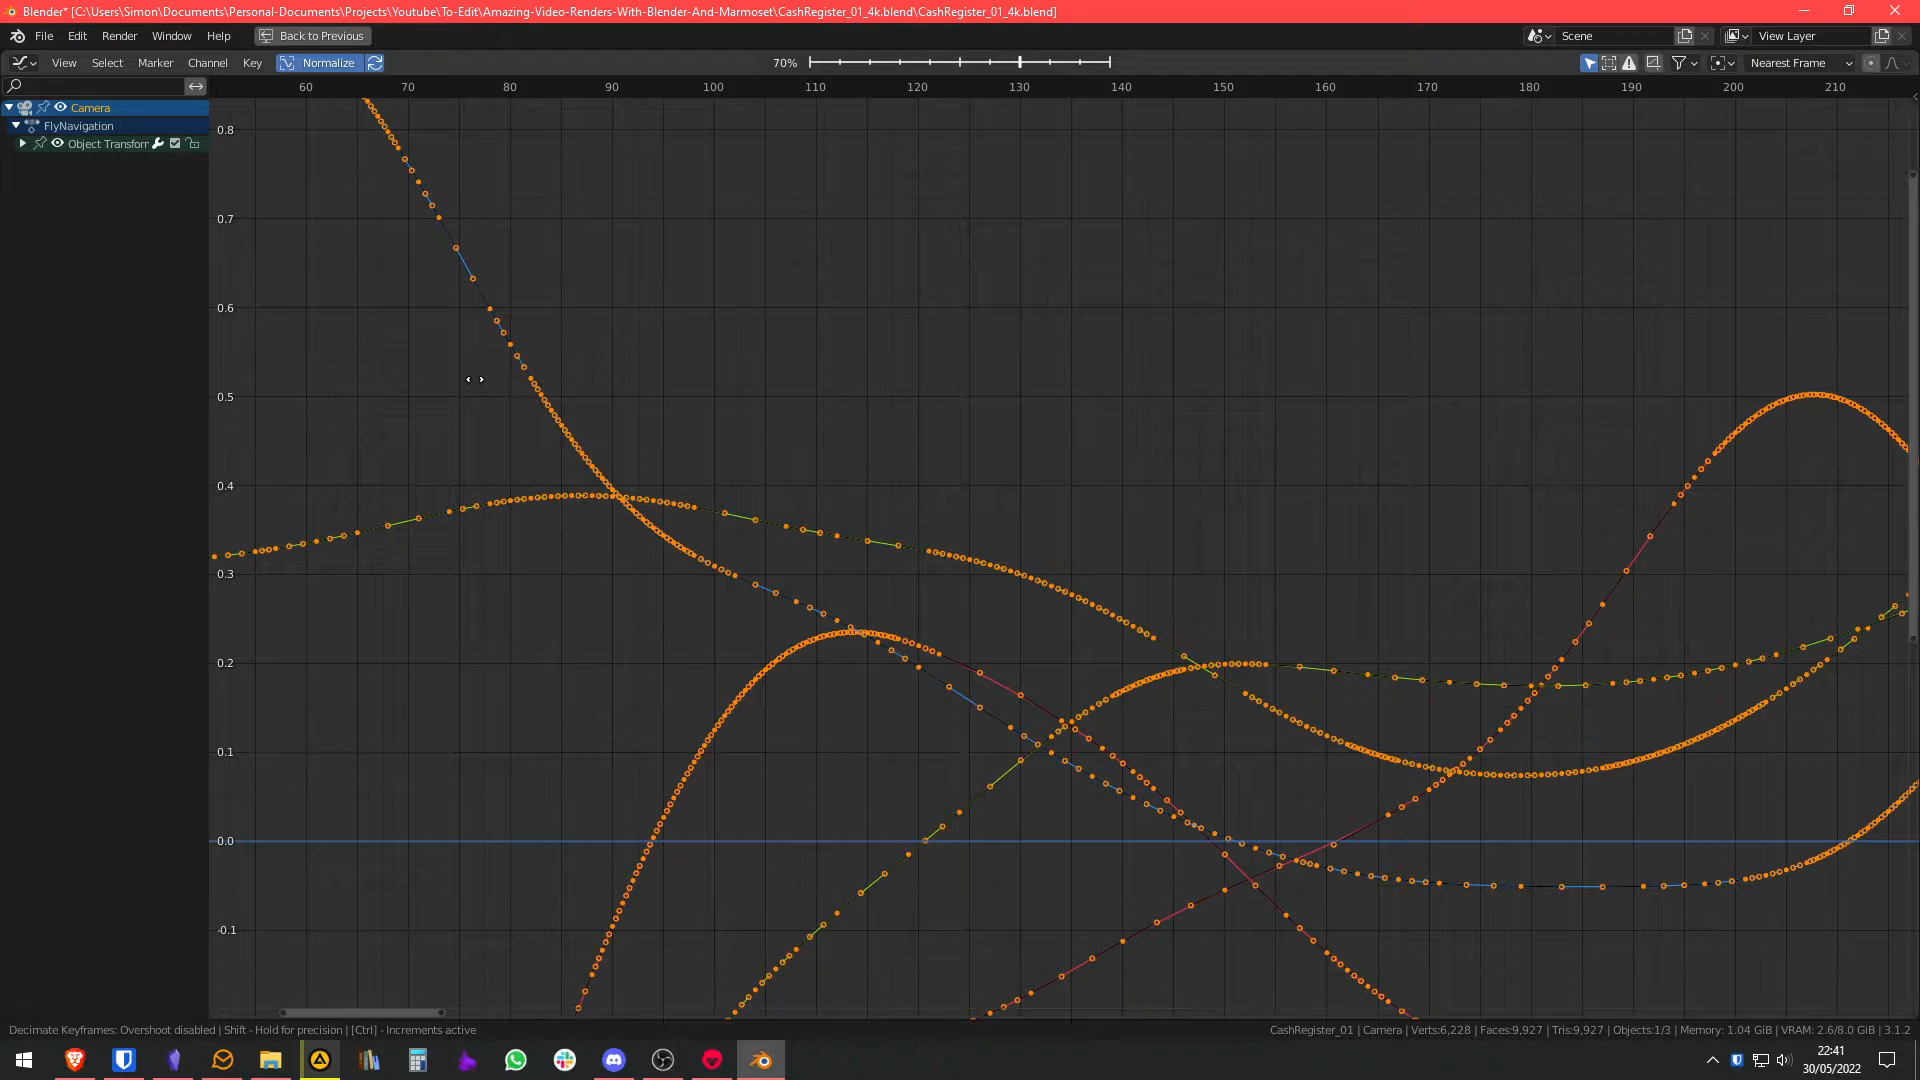 Blender* [C:\Users\Simon\Documents\Personal-Documents\Projects\Youtube\To-Edit\Amazing-Video-Renders-With-Blender-And-Marmoset\CashRegister_01_4k.blend\CashRegister_01_4k.blend]
File Edit Render Window Help Back to Previous Scene View Layer
View Select Marker Channel Key Normalize 70% Nearest Frame
60 70 80 90 100 110 120 130 140 150 160 170 180 190 200 210
Camera
FlyNavigation
Object Transform
0.8
0.7
0.6
0.5
0.4
0.3
0.2
0.1
0.0
-0.1
Decimate Keyframes: Overshoot disabled | Shift - Hold for precision | [Ctrl] - Increments active
CashRegister_01 | Camera | Verts:6,228 | Faces:9,927 | Tris:9,927 | Objects:1/3 | Memory: 1.04 GiB | VRAM: 2.6/8.0 GiB | 3.1.2
22:41
30/05/2022